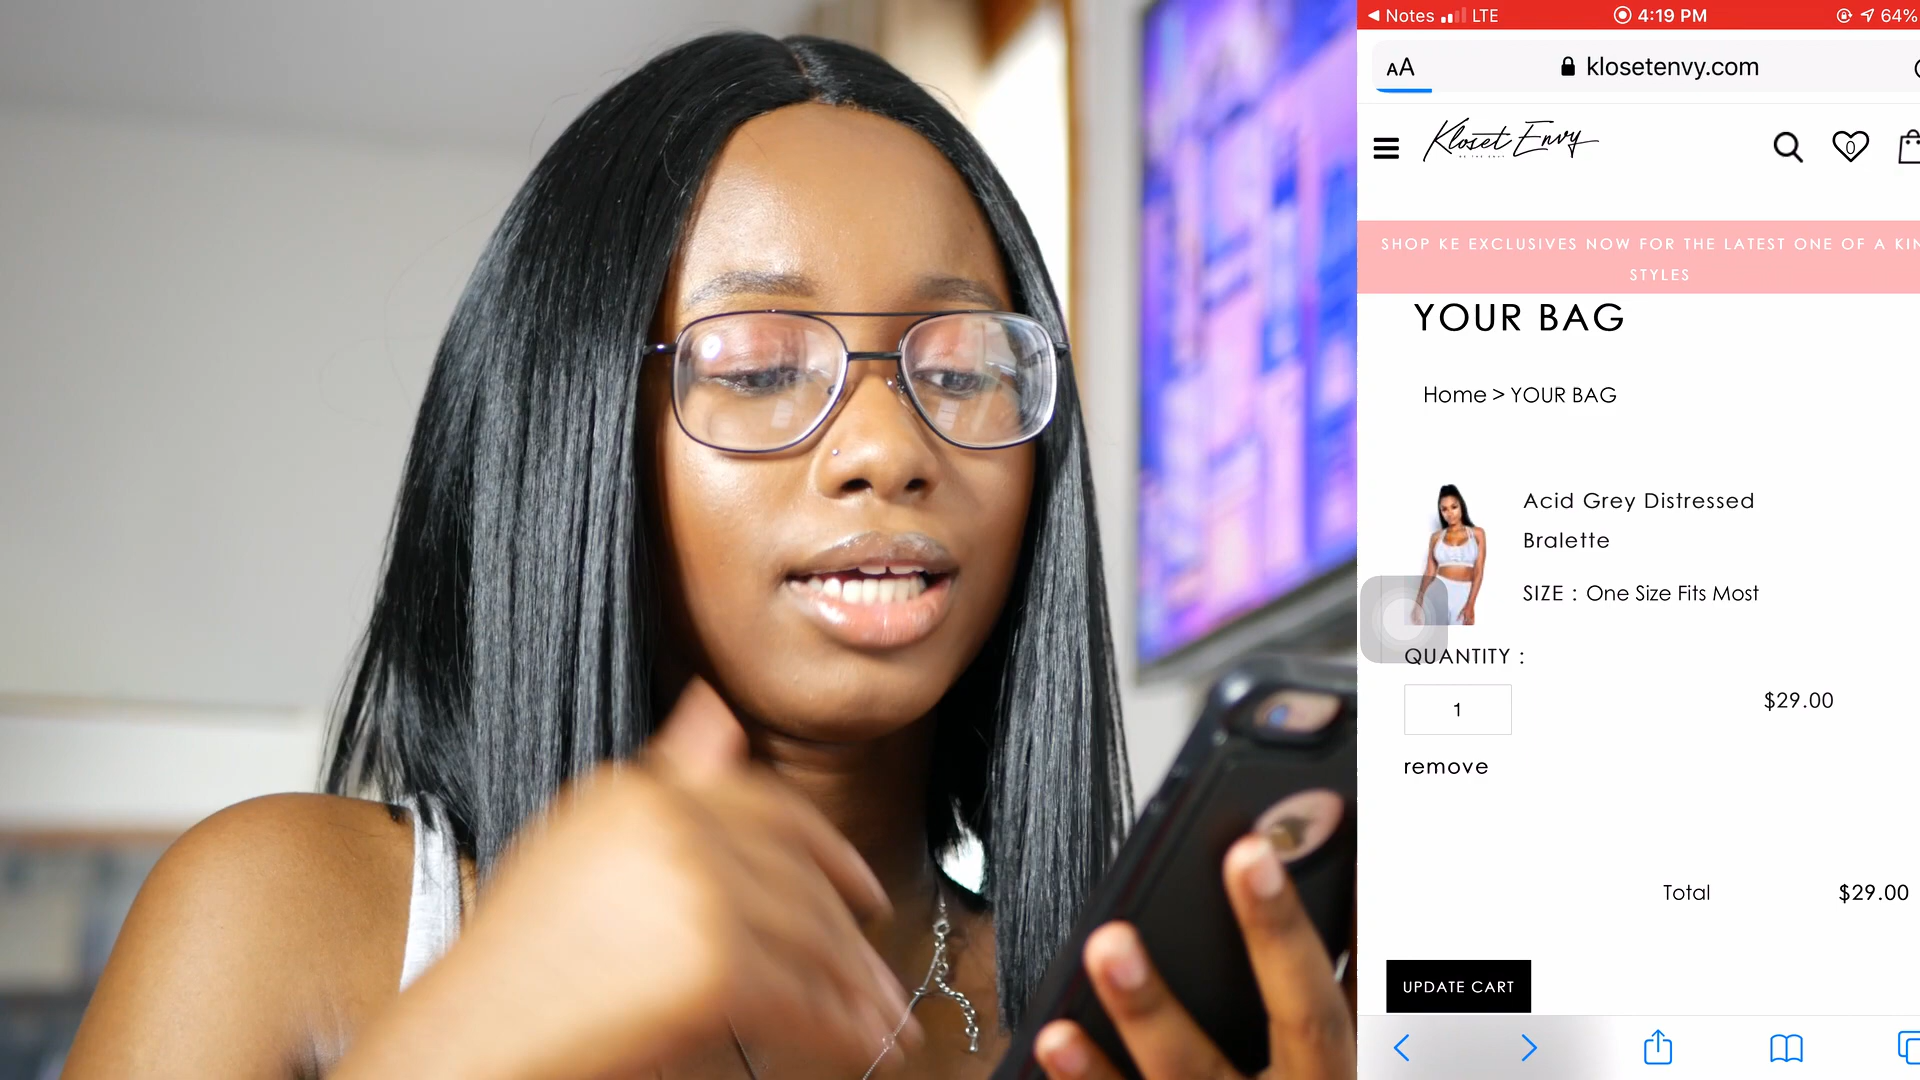 Notes LTE 4:19 PM 64%
AA klosetenvy.com
Kloset Envy
0
SHOP KE EXCLUSIVES NOW FOR THE LATEST ONE OF A KIN
STYLES
YOUR BAG
Home > YOUR BAG
Acid Grey Distressed
Bralette
SIZE : One Size Fits Most
QUANTITY :
1
$29.00
remove
Total $29.00
UPDATE CART